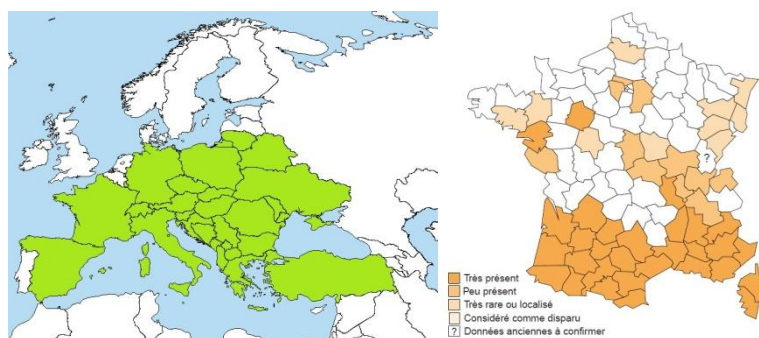 ?
Très présent
Peu présent
Très rare ou localisé
Considéré comme disparu
? Données anciennes à confirmer